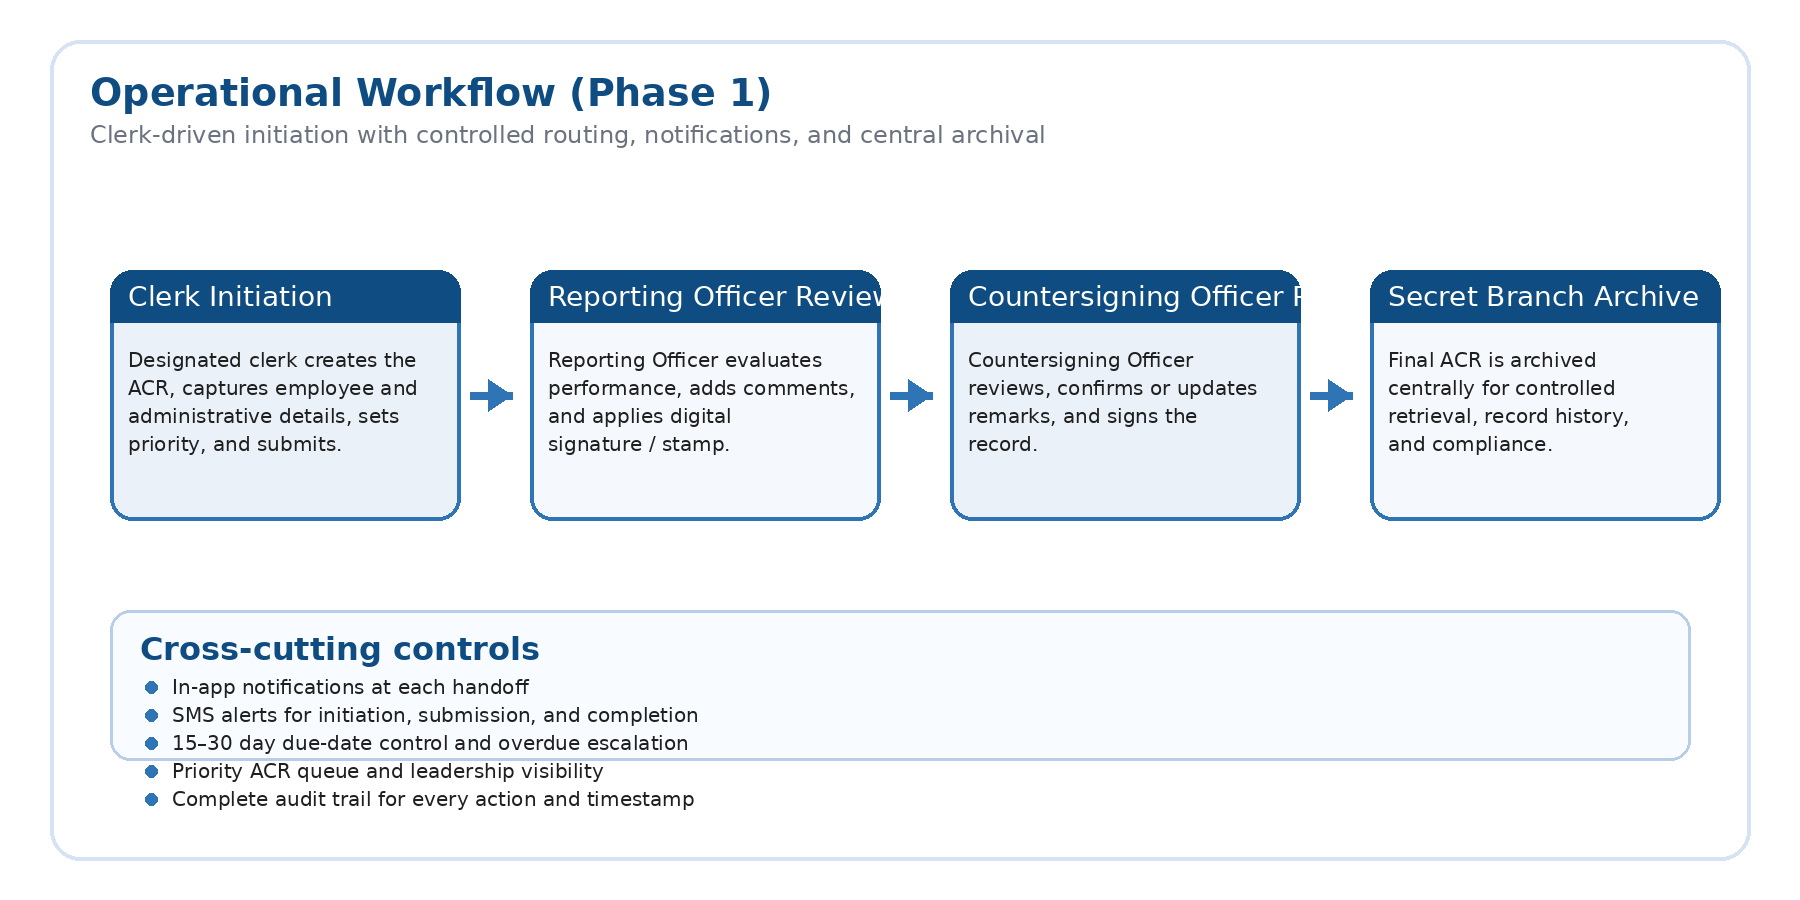 Operational Workflow (Phase 1)
Clerk-driven initiation with controlled routing, notifications, and central archival
Clerk Initiation
Designated clerk creates the
ACR, captures employee and
administrative details, sets
priority, and submits.
Reporting Officer Review
Reporting Officer evaluates
performance, adds comments,
and applies digital
signature / stamp.
Countersigning Officer
Countersigning Officer
reviews, confirms or updates
remarks, and signs the
record.
Secret Branch Archive
Final ACR is archived
centrally for controlled
retrieval, record history,
and compliance.
Cross-cutting controls
In-app notifications at each handoff
SMS alerts for initiation, submission, and completion
15–30 day due-date control and overdue escalation
Priority ACR queue and leadership visibility
Complete audit trail for every action and timestamp